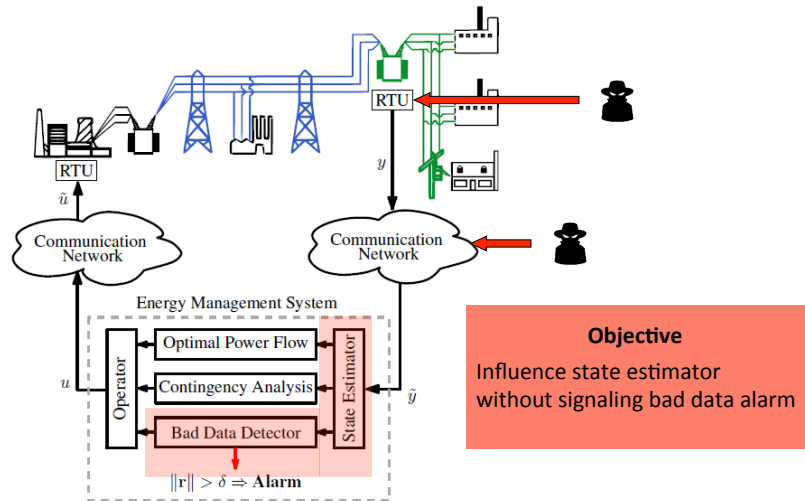 RTU
RTU
y
ũ
Communication
Network
Communication
Network
Energy Management System
Optimal Power Flow
Contingency Analysis
Bad Data Detector
Operator
State Estimator
u
ỹ
‖r‖ > δ ⇒ Alarm
Objective
Influence state estimator
without signaling bad data alarm